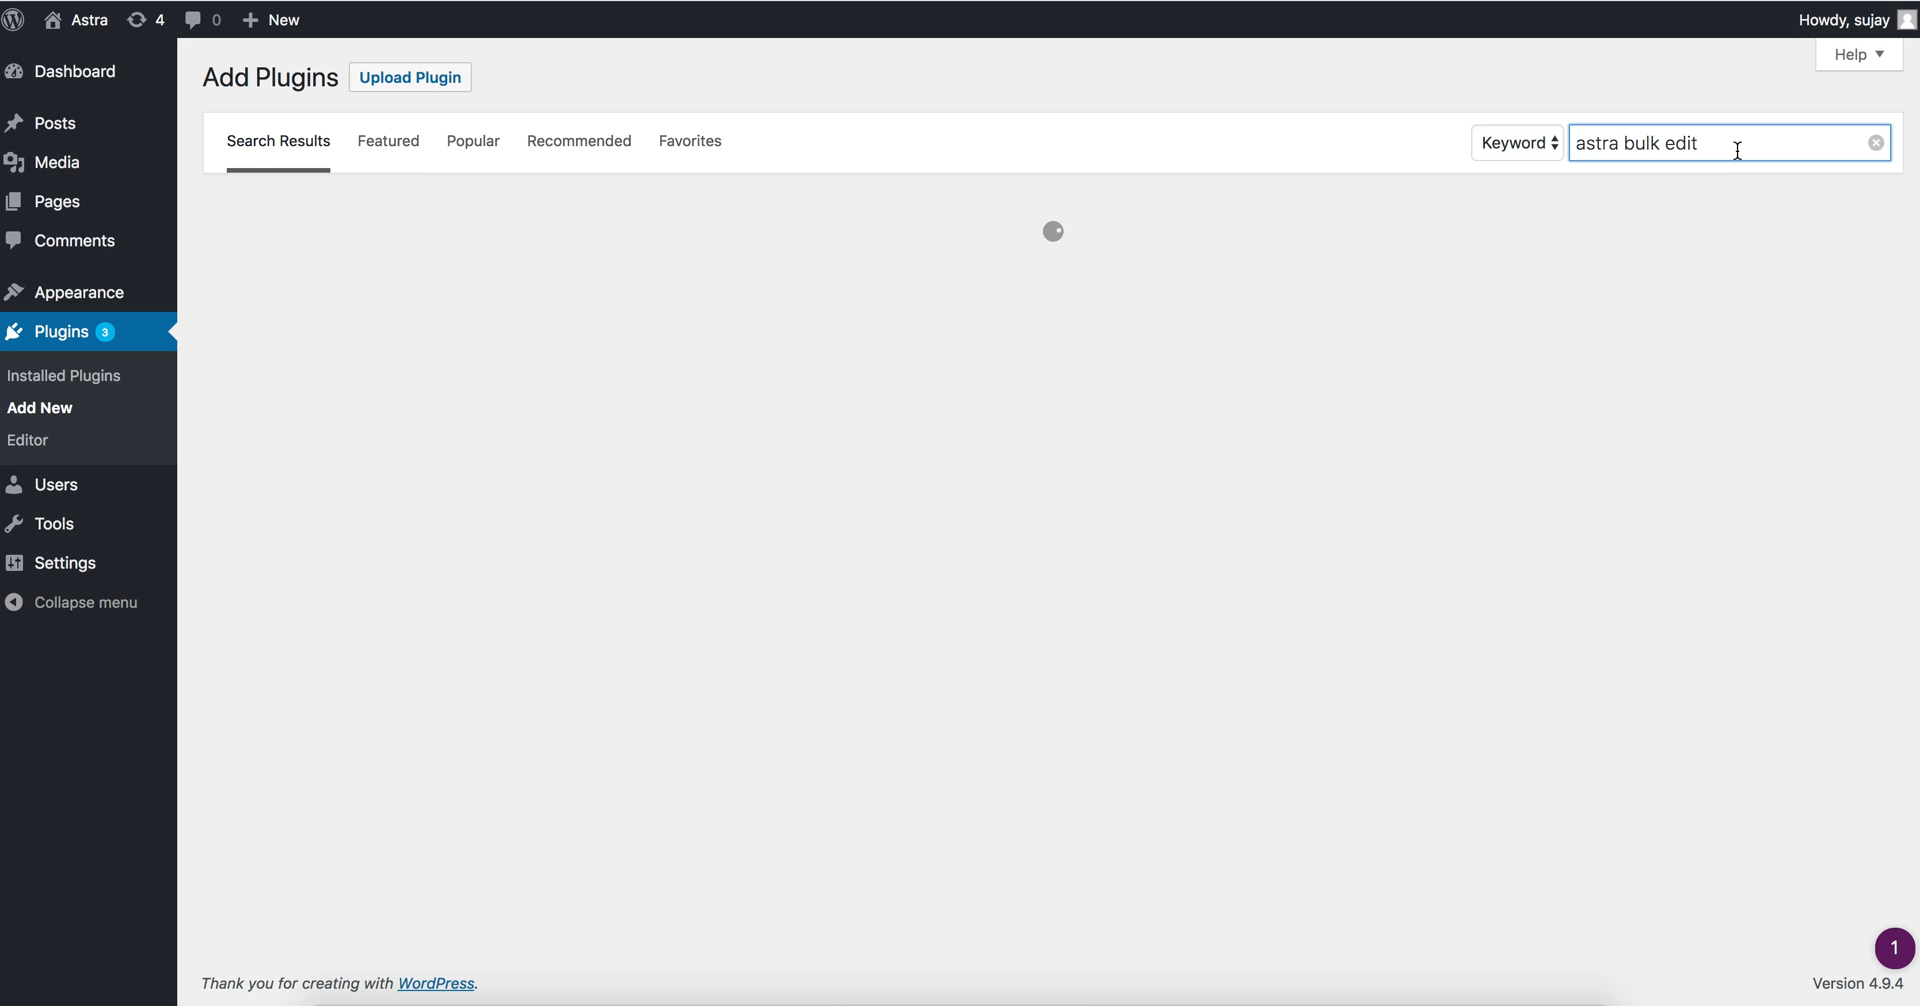 Astra 4 0 New Howdy, sujay
Help
Dashboard
Posts
Media
Pages
Comments
Appearance
Plugins 3
Installed Plugins
Add New
Editor
Users
Tools
Settings
Collapse menu
Add Plugins Upload Plugin
Search Results Featured Popular Recommended Favorites Keyword astra bulk edit
1
Thank you for creating with WordPress. Version 4.9.4